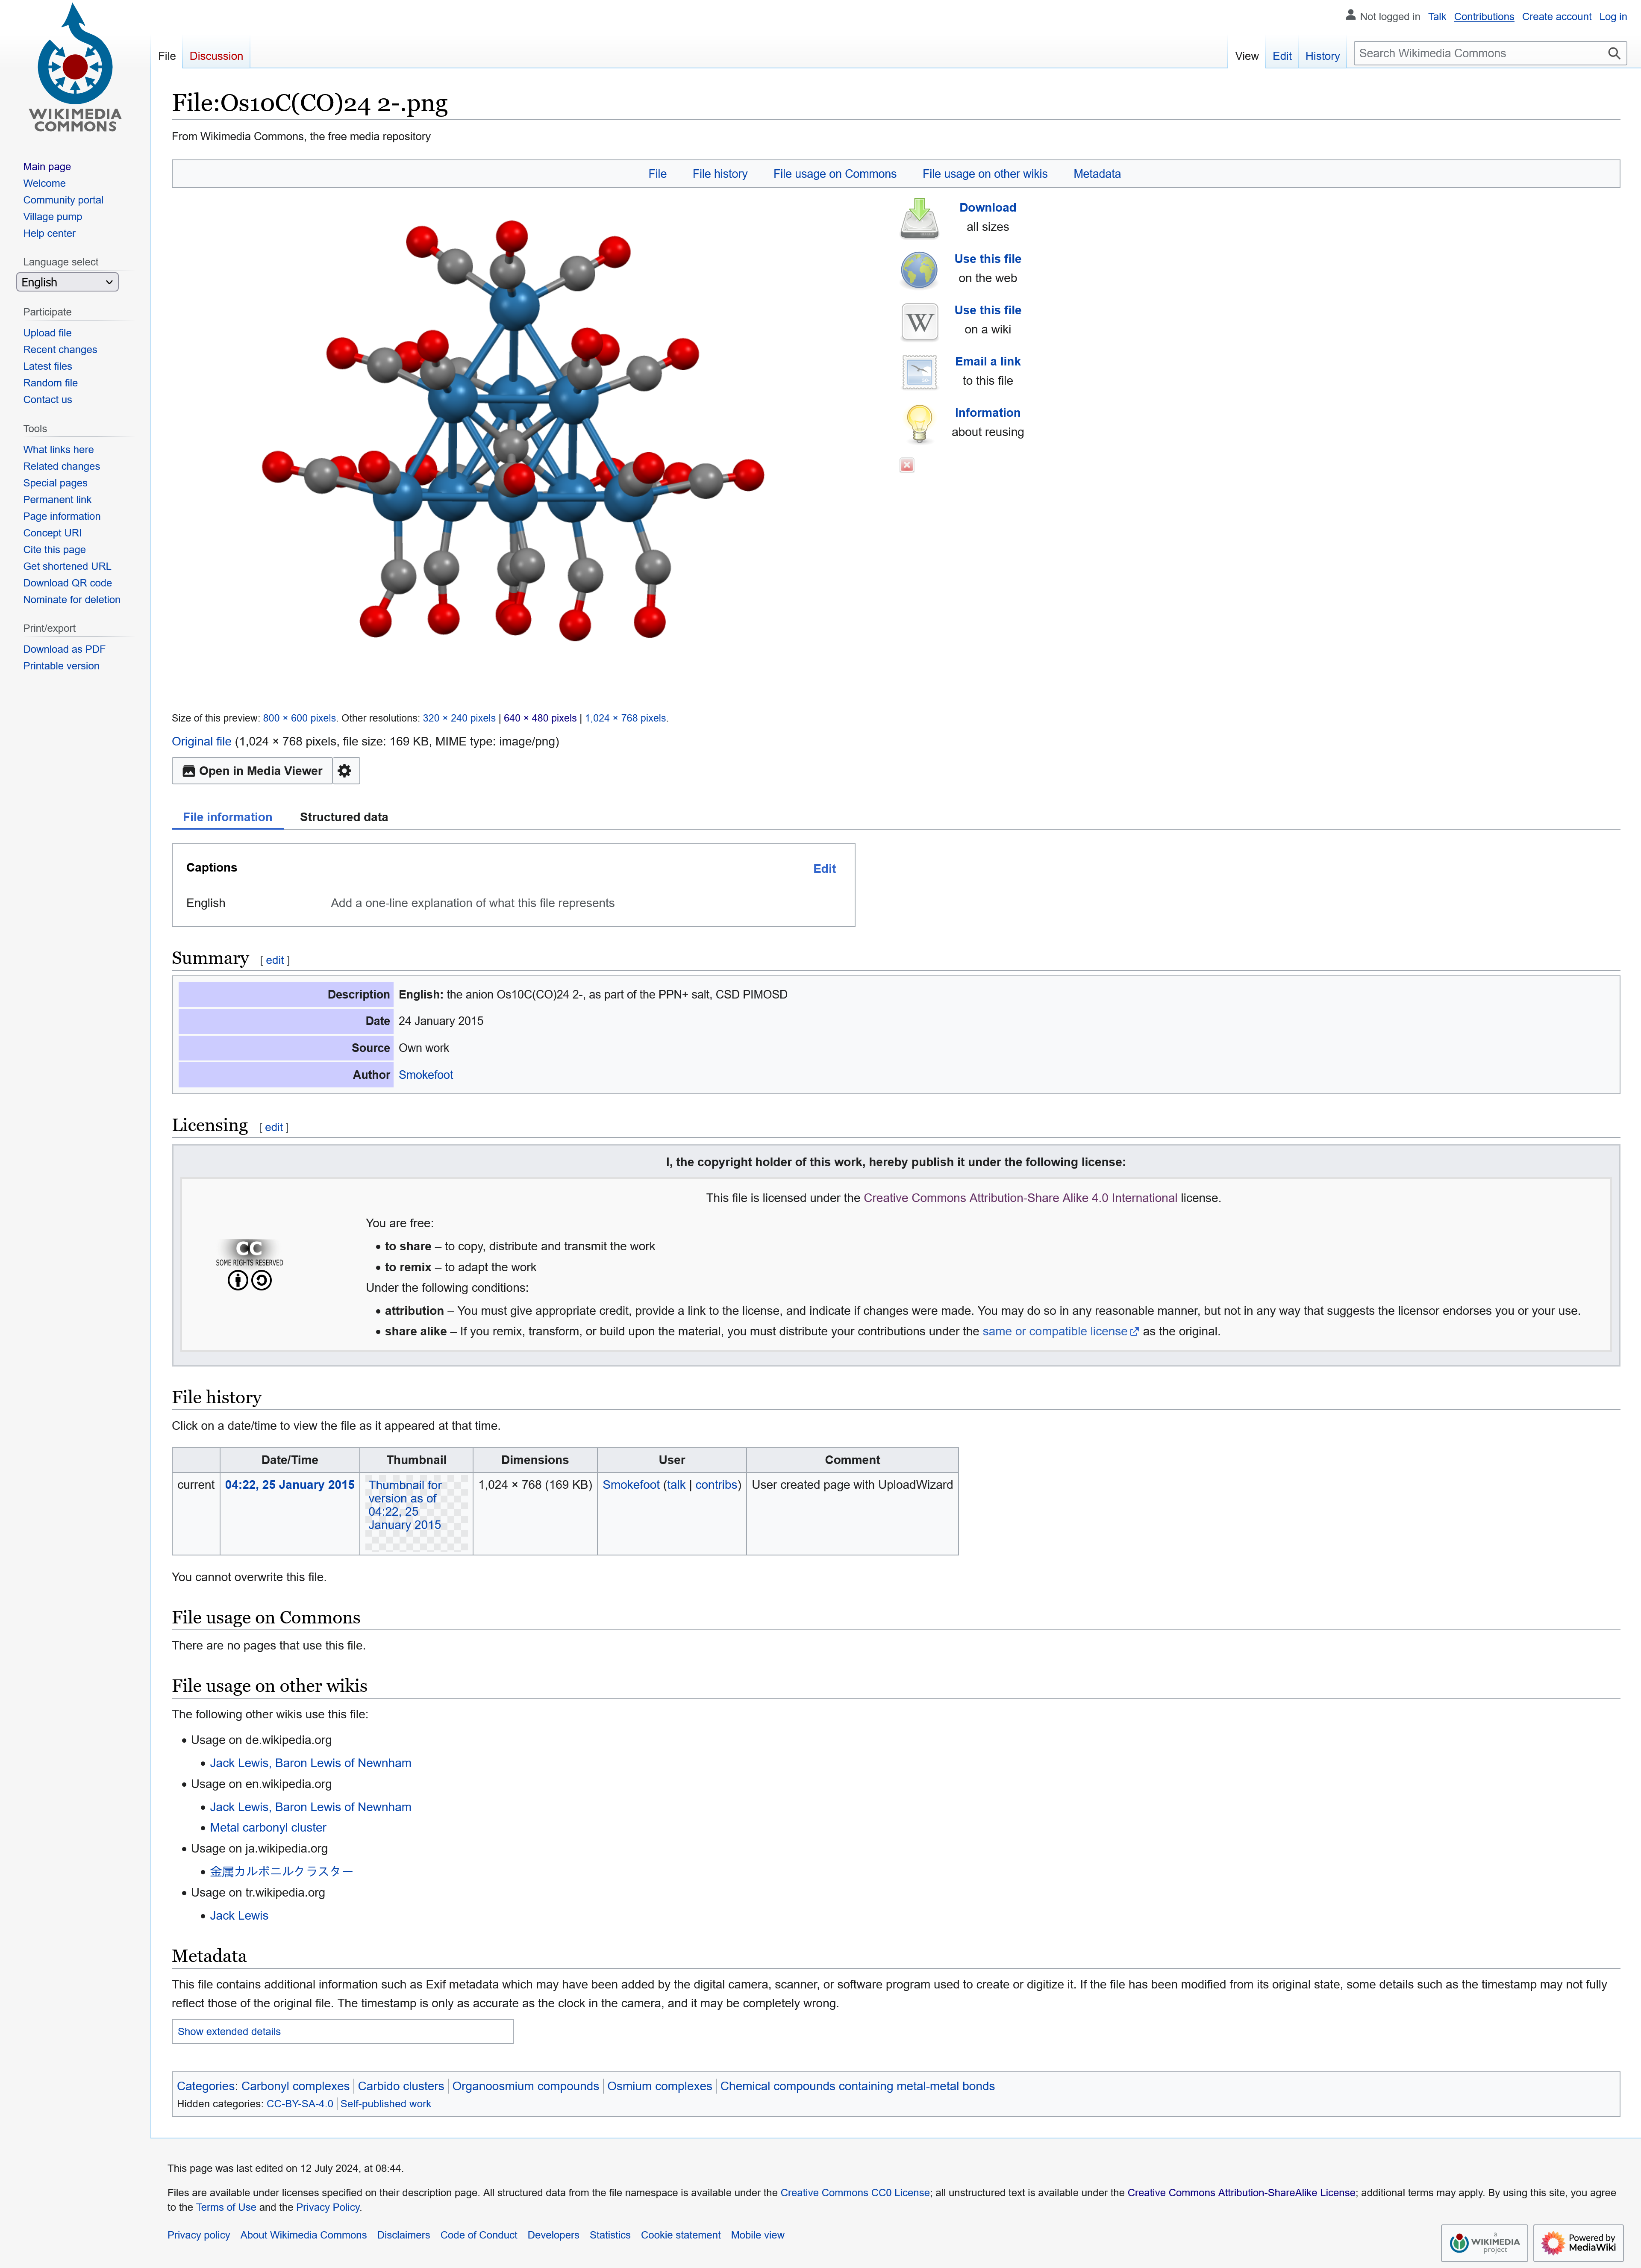 Not logged in Talk Contributions Create account Log in
File Discussion
View Edit History Search Wikimedia Commons
WIKIMEDIA
COMMONS
Main page
Welcome
Community portal
Village pump
Help center
Language select
English
Participate
Upload file
Recent changes
Latest files
Random file
Contact us
Tools
What links here
Related changes
Special pages
Permanent link
Page information
Concept URI
Cite this page
Get shortened URL
Download QR code
Nominate for deletion
Print/export
Download as PDF
Printable version
File:Os10C(CO)24 2-.png
From Wikimedia Commons, the free media repository
File File history File usage on Commons File usage on other wikis Metadata
Download
all sizes
Use this file
on the web
W
Use this file
on a wiki
Email a link
to this file
Information
about reusing
Size of this preview: 800 × 600 pixels. Other resolutions: 320 × 240 pixels | 640 × 480 pixels | 1,024 × 768 pixels.
Original file (1,024 × 768 pixels, file size: 169 KB, MIME type: image/png)
Open in Media Viewer
File information Structured data
Captions Edit
English Add a one-line explanation of what this file represents
Summary [ edit ]
Description English: the anion Os10C(CO)24 2-, as part of the PPN+ salt, CSD PIMOSD
Date 24 January 2015
Source Own work
Author Smokefoot
Licensing [ edit ]
I, the copyright holder of this work, hereby publish it under the following license:
This file is licensed under the Creative Commons Attribution-Share Alike 4.0 International license.
CC
SOME RIGHTS RESERVED
You are free:
• to share – to copy, distribute and transmit the work
• to remix – to adapt the work
Under the following conditions:
• attribution – You must give appropriate credit, provide a link to the license, and indicate if changes were made. You may do so in any reasonable manner, but not in any way that suggests the licensor endorses you or your use.
• share alike – If you remix, transform, or build upon the material, you must distribute your contributions under the same or compatible license as the original.
File history
Click on a date/time to view the file as it appeared at that time.
Date/Time Thumbnail Dimensions User Comment
current 04:22, 25 January 2015 Thumbnail for 1,024 × 768 (169 KB) Smokefoot (talk | contribs) User created page with UploadWizard
version as of
04:22, 25
January 2015
You cannot overwrite this file.
File usage on Commons
There are no pages that use this file.
File usage on other wikis
The following other wikis use this file:
• Usage on de.wikipedia.org
• Jack Lewis, Baron Lewis of Newnham
• Usage on en.wikipedia.org
• Jack Lewis, Baron Lewis of Newnham
• Metal carbonyl cluster
• Usage on ja.wikipedia.org
• 金属カルボニルクラスター
• Usage on tr.wikipedia.org
• Jack Lewis
Metadata
This file contains additional information such as Exif metadata which may have been added by the digital camera, scanner, or software program used to create or digitize it. If the file has been modified from its original state, some details such as the timestamp may not fully
reflect those of the original file. The timestamp is only as accurate as the clock in the camera, and it may be completely wrong.
Show extended details
Categories: Carbonyl complexes | Carbido clusters | Organoosmium compounds | Osmium complexes | Chemical compounds containing metal-metal bonds
Hidden categories: CC-BY-SA-4.0 | Self-published work
This page was last edited on 12 July 2024, at 08:44.
Files are available under licenses specified on their description page. All structured data from the file namespace is available under the Creative Commons CC0 License; all unstructured text is available under the Creative Commons Attribution-ShareAlike License; additional terms may apply. By using this site, you agree
to the Terms of Use and the Privacy Policy.
Privacy policy About Wikimedia Commons Disclaimers Code of Conduct Developers Statistics Cookie statement Mobile view
a
WIKIMEDIA
project
Powered by
MediaWiki